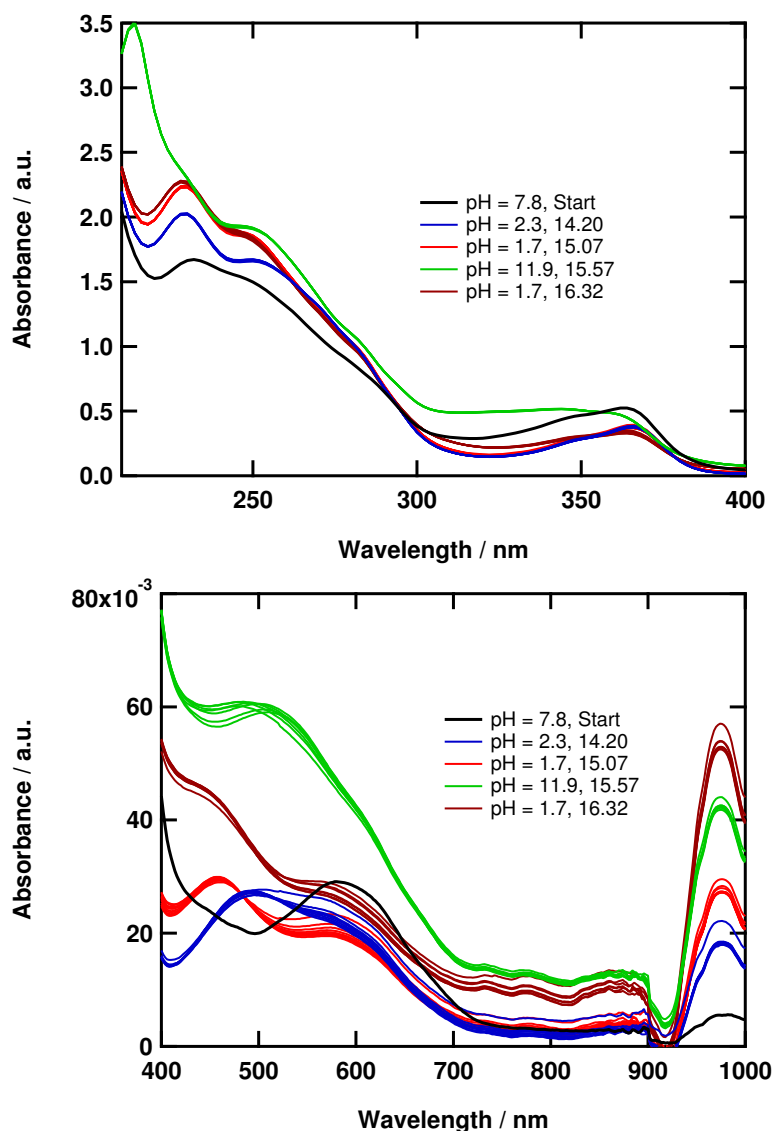 3.5
3.0
2.5
2.0
1.5
1.0
0.5
0.0
Absorbance / a.u.
pH = 7.8, Start
pH = 2.3, 14.20
pH = 1.7, 15.07
pH = 11.9, 15.57
pH = 1.7, 16.32
250 300 350 400
Wavelength / nm
80x10⁻³
60
40
20
0
Absorbance / a.u.
pH = 7.8, Start
pH = 2.3, 14.20
pH = 1.7, 15.07
pH = 11.9, 15.57
pH = 1.7, 16.32
400 500 600 700 800 900 1000
Wavelength / nm